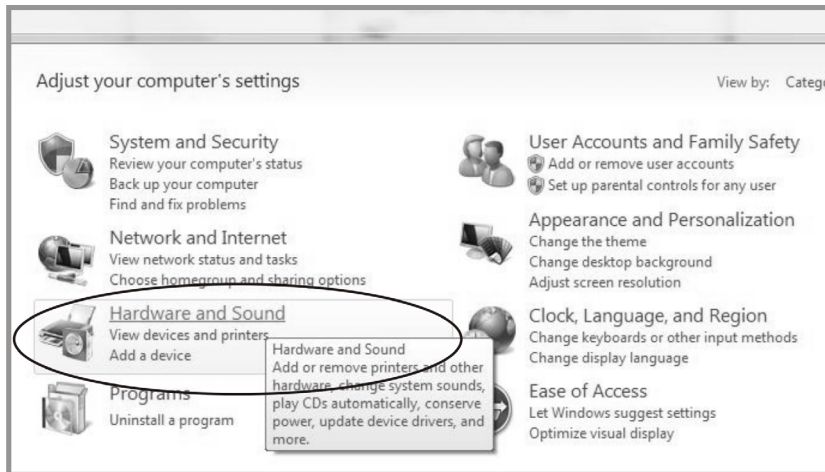 Adjust your computer's settings
View by:
System and Security
Review your computer's status
Back up your computer
Find and fix problems
Network and Internet
View network status and tasks
Choose homegroup and sharing options
Hardware and Sound
View devices and printers
Add a device
Hardware and Sound
Add or remove printers and other
hardware, change system sounds,
play CDs automatically, conserve
power, update device drivers, and
more.
Programs
Uninstall a program
User Accounts and Family Safety
Add or remove user accounts
Set up parental controls for any user
Appearance and Personalization
Change the theme
Change desktop background
Adjust screen resolution
Clock, Language, and Region
Change keyboards or other input methods
Change display language
Ease of Access
Let Windows suggest settings
Optimize visual display